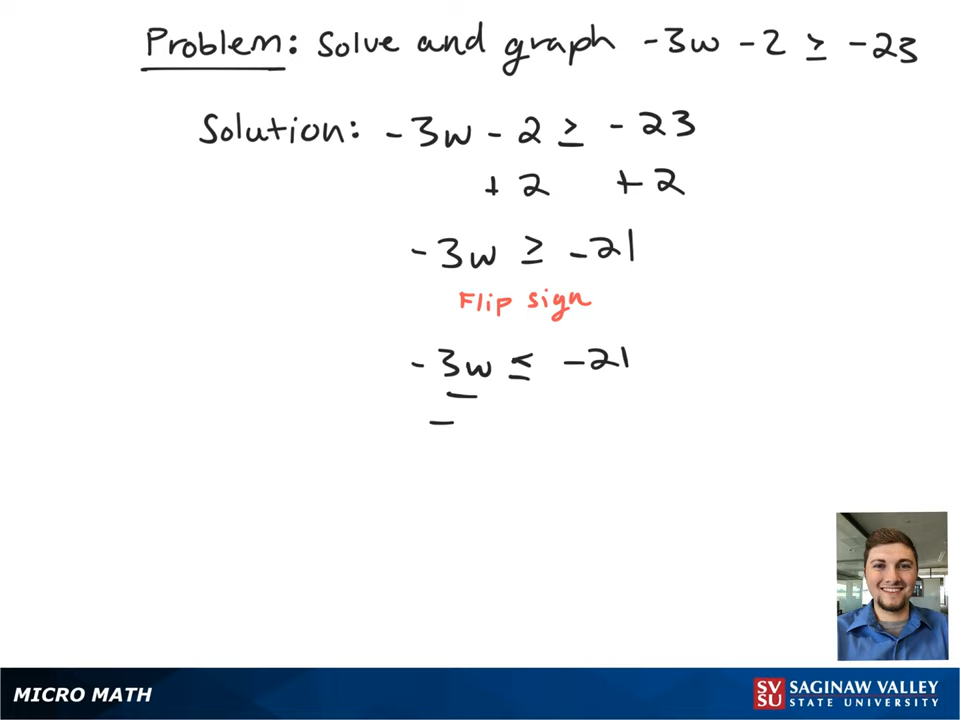 Problem: Solve and graph -3w - 2 ≥ -23
Solution: -3w - 2 ≥ -23
+ 2 + 2
-3w ≥ -21
Flip sign
-3w ≤ -21
MICRO MATH
SV SU SAGINAW VALLEY
STATE UNIVERSITY